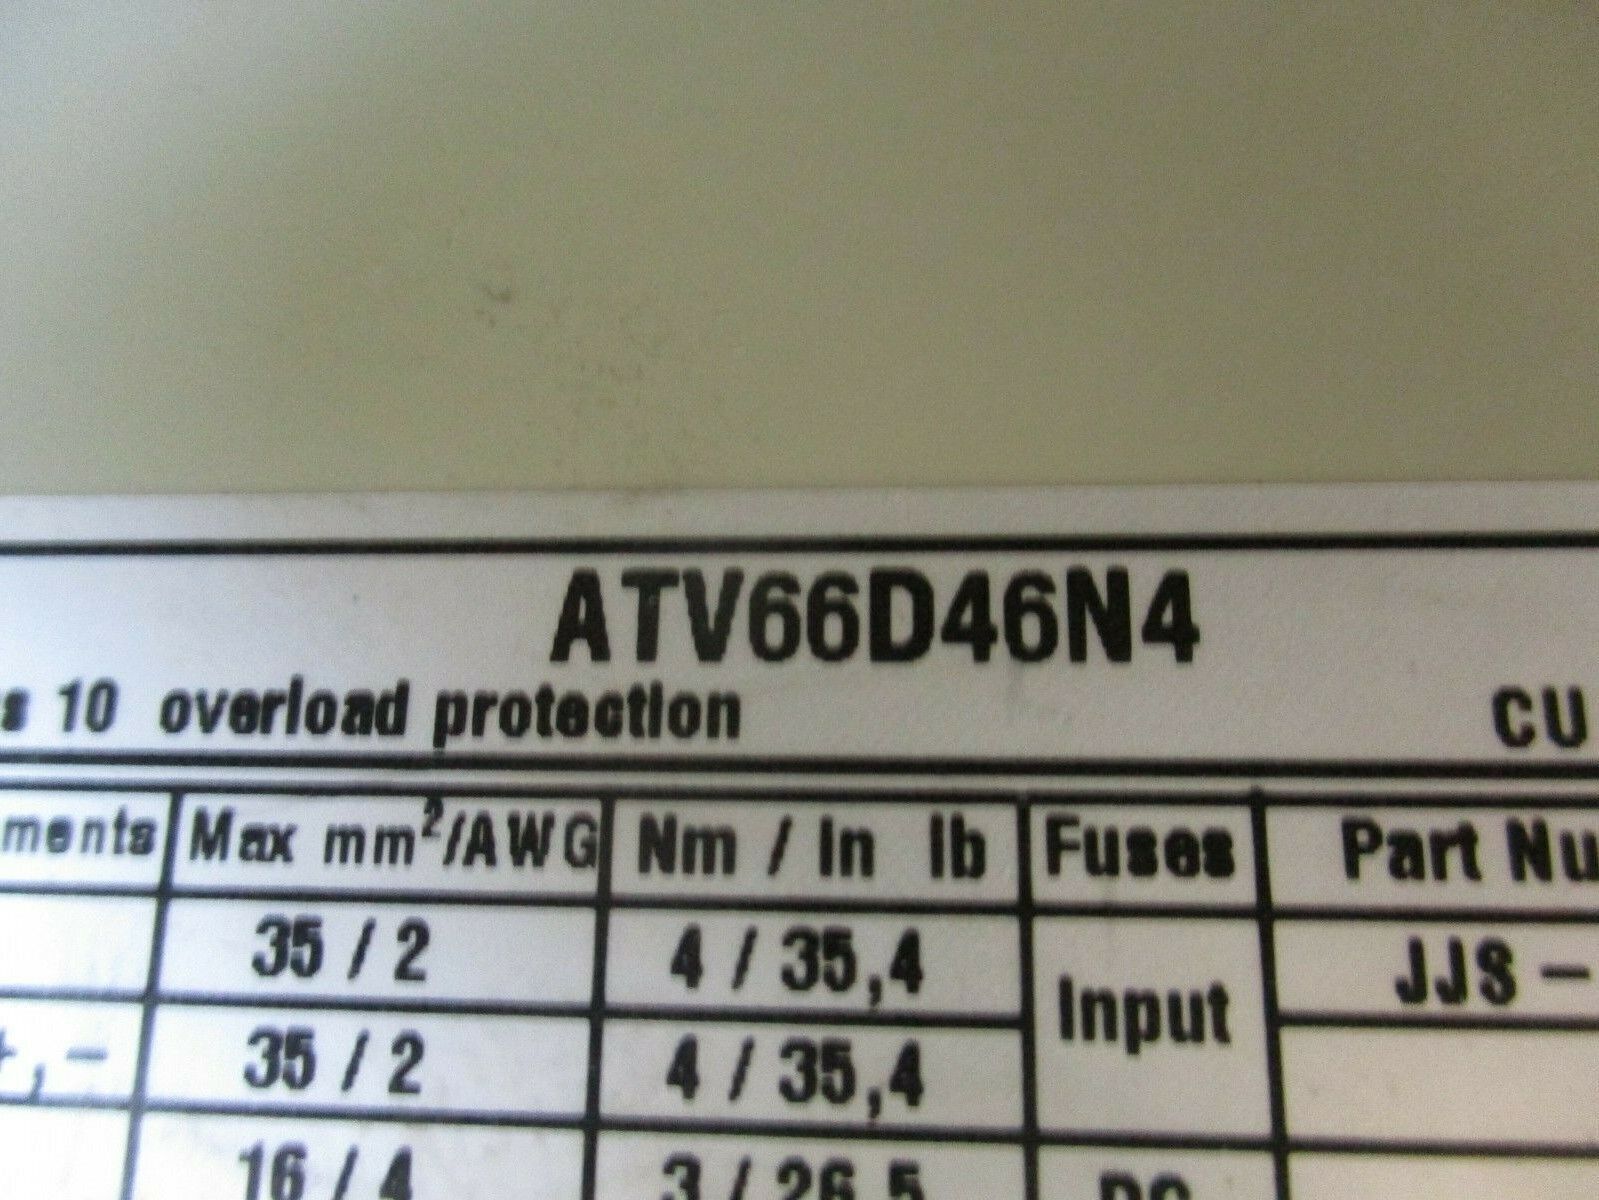 ATV66D46N4
s 10 overload protection CU
ments Max mm²/AWG Nm / In lb Fuses Part Nu
35 / 2 4 / 35,4 Input JJS -
+,- 35 / 2 4 / 35,4
16 / 4 3 / 26,5 DC